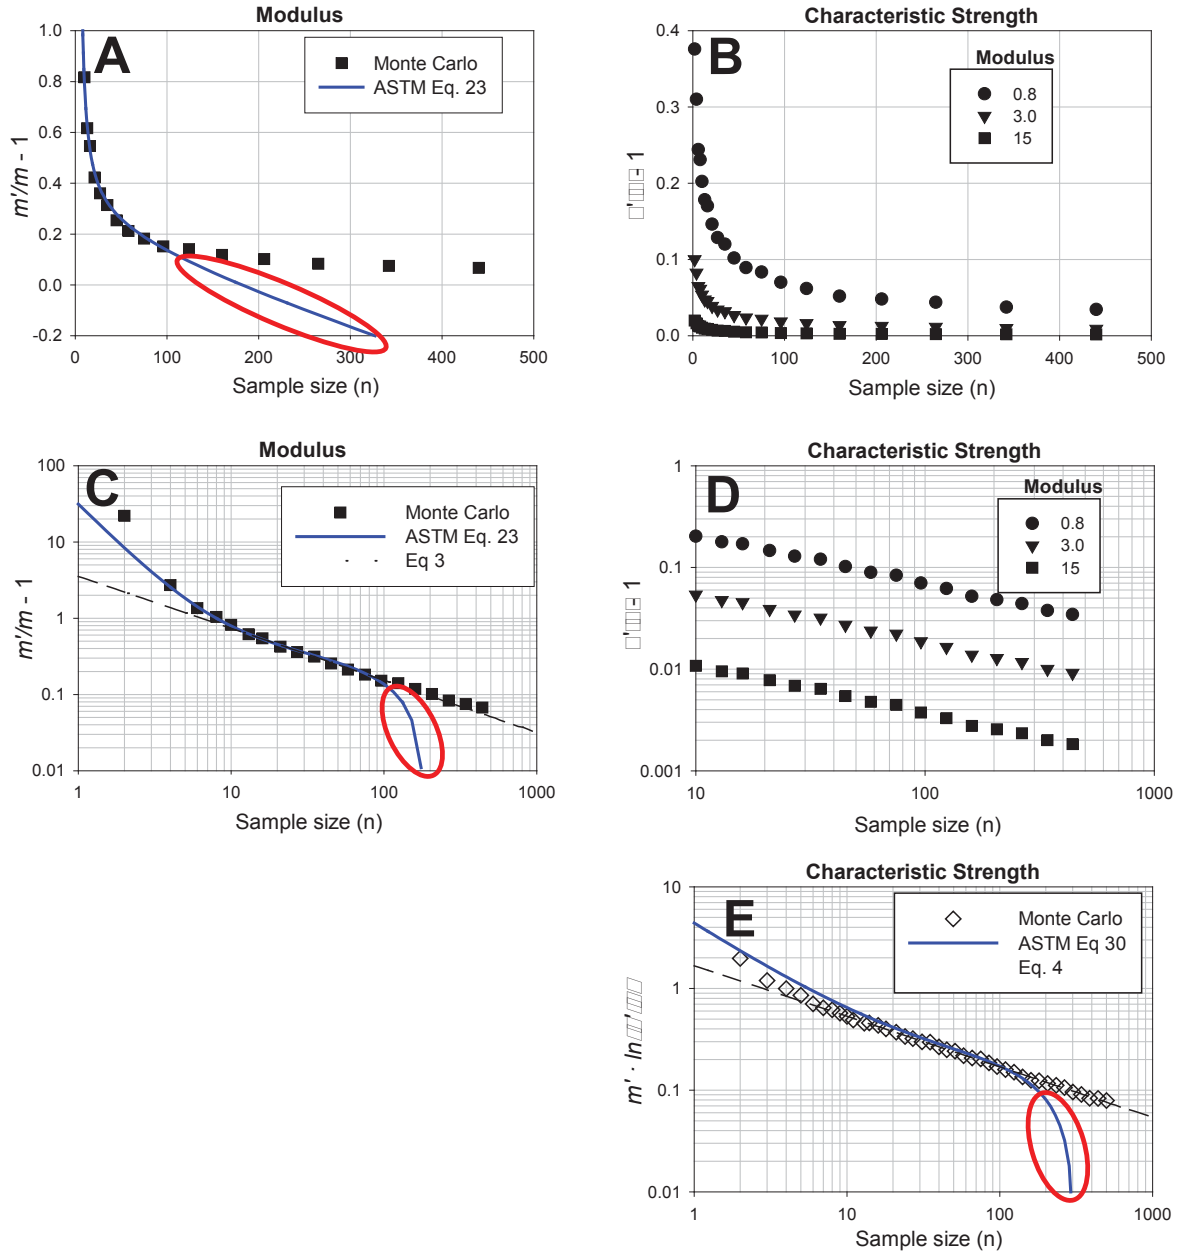 Modulus
A
Monte Carlo
ASTM Eq. 23
1.0
0.8
0.6
0.4
0.2
0.0
-0.2
m'/m - 1
0 100 200 300 400 500
Sample size (n)
Characteristic Strength
B
Modulus
0.8
3.0
15
0.4
0.3
0.2
0.1
0.0
□'□□□- 1
0 100 200 300 400 500
Sample size (n)
Modulus
C
Monte Carlo
ASTM Eq. 23
Eq 3
100
10
1
0.1
0.01
m'/m - 1
1 10 100 1000
Sample size (n)
Characteristic Strength
D
Modulus
0.8
3.0
15
1
0.1
0.01
0.001
□'□□□- 1
10 100 1000
Sample size (n)
Characteristic Strength
E
Monte Carlo
ASTM Eq 30
Eq. 4
10
1
0.1
0.01
m' · ln□□'□□□
1 10 100 1000
Sample size (n)